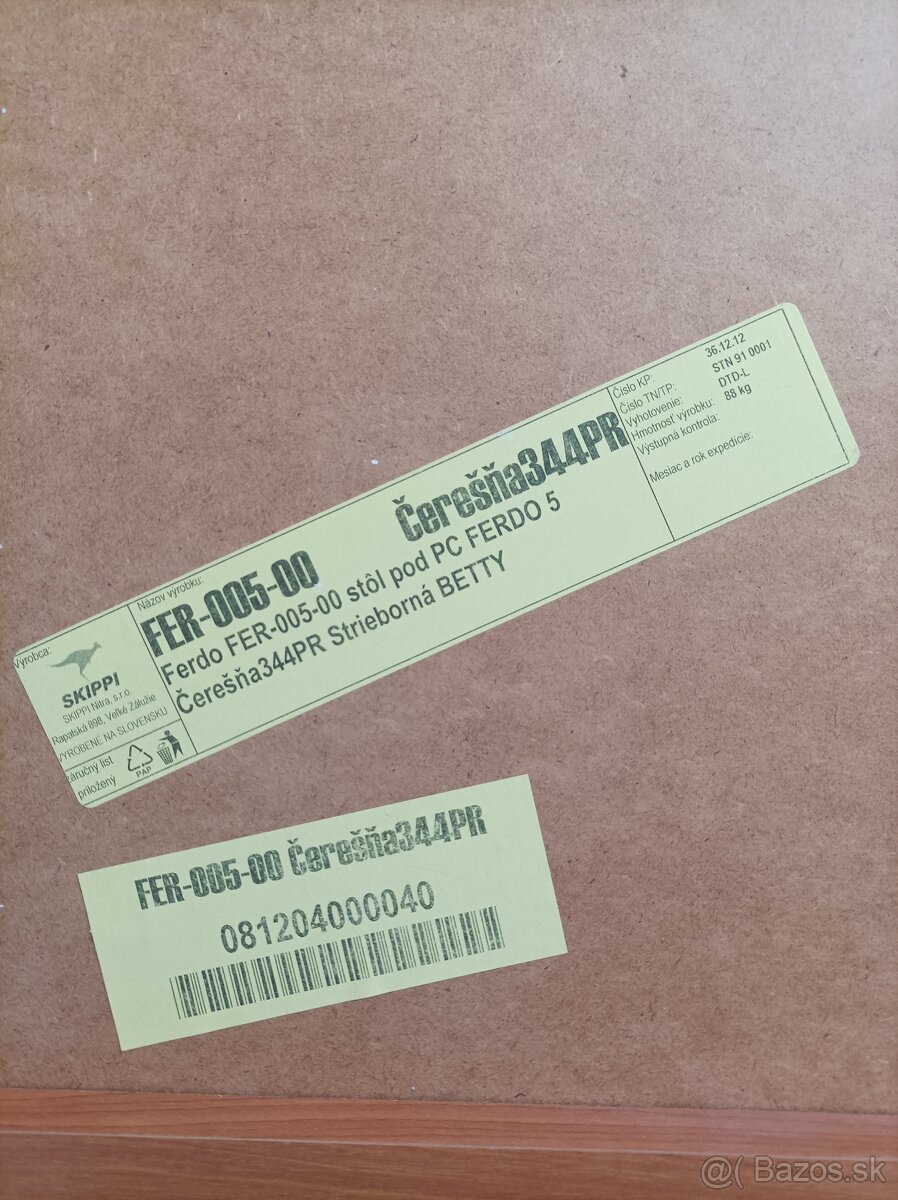 Výrobca:
SKIPPI
SKIPPI Nitra, s.r.o.
Rapatská 898, Veľké Zálužie
VYROBENÉ NA SLOVENSKU
Záručný list
priložený
PAP
Názov výrobku:
FER-005-00 Čerešňa344PR
Ferdo FER-005-00 stôl pod PC FERDO 5
Čerešňa344PR Strieborná BETTY
Číslo KP: 36.12.12
Číslo TN/TP: STN 91 0001
Vyhotovenie: DTD-L
Hmotnosť výrobku: 88 kg
Výstupná kontrola:
Mesiac a rok expedície:
FER-005-00 Čerešňa344PR
081204000040
@( Bazos.sk